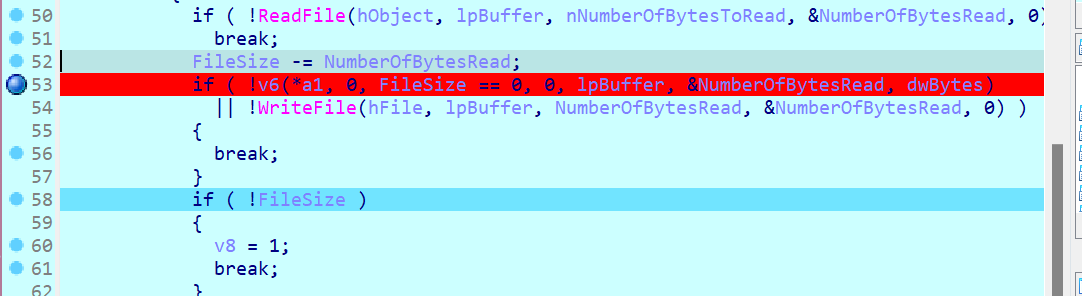 50 if ( !ReadFile(hObject, lpBuffer, nNumberOfBytesToRead, &NumberOfBytesRead, 0)
51 break;
52 FileSize -= NumberOfBytesRead;
53 if ( !v6(*a1, 0, FileSize == 0, 0, lpBuffer, &NumberOfBytesRead, dwBytes)
54 || !WriteFile(hFile, lpBuffer, NumberOfBytesRead, &NumberOfBytesRead, 0) )
55 {
56 break;
57 }
58 if ( !FileSize )
59 {
60 v8 = 1;
61 break;
62 }